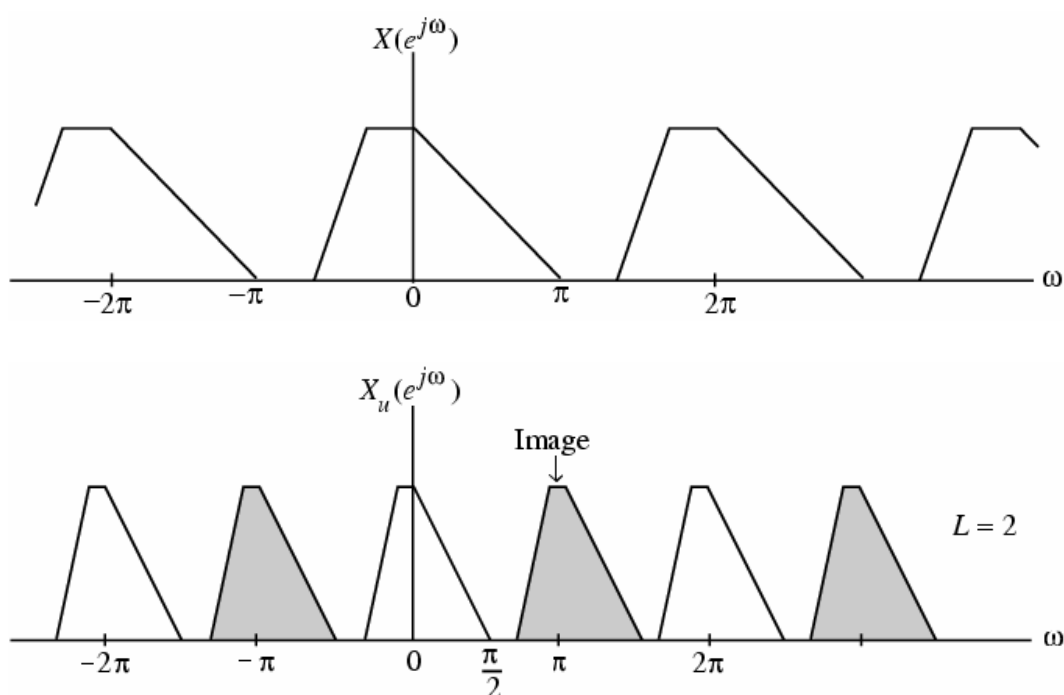 X(e^{jω})
−2π −π 0 π 2π ω
X_u(e^{jω})
Image
L = 2
−2π −π 0 π/2 π 2π ω